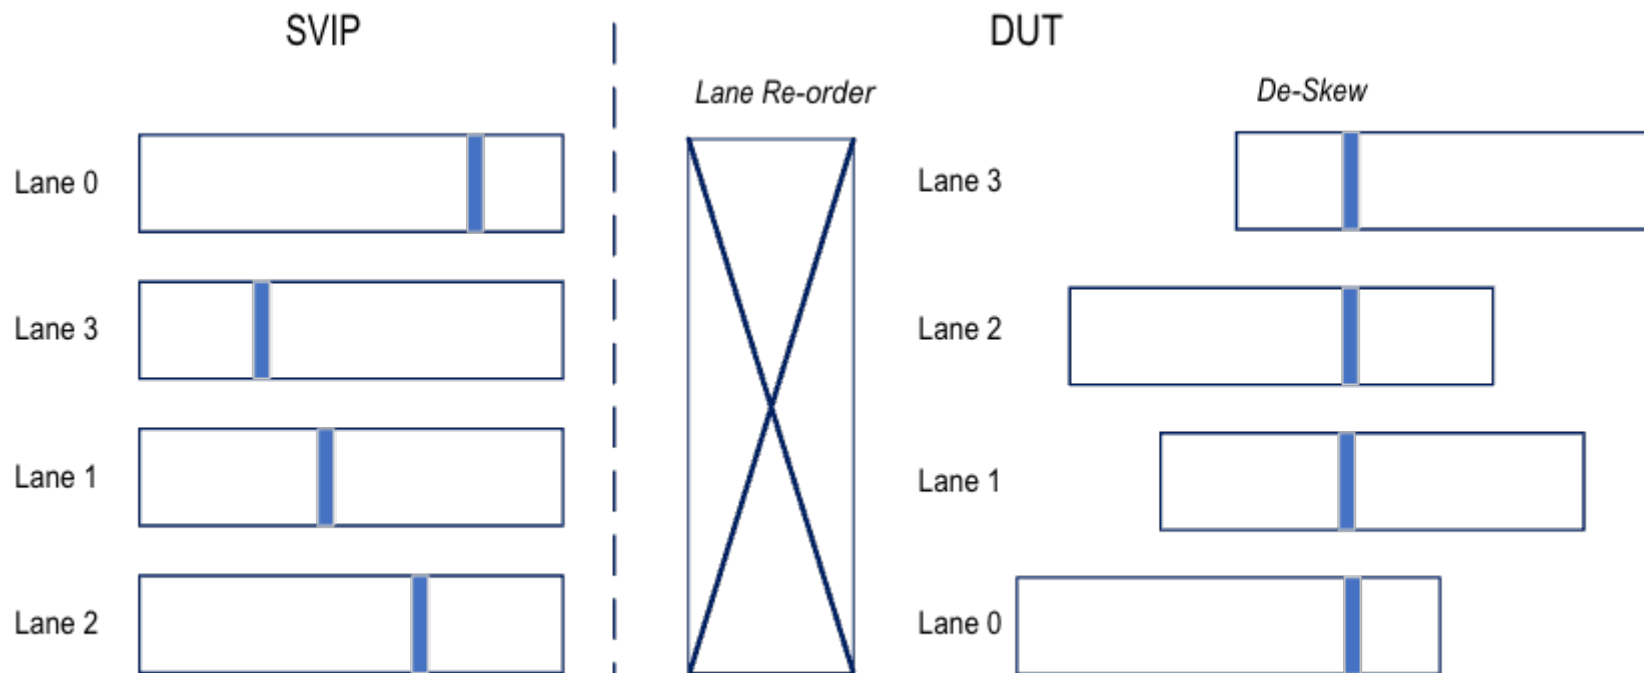 SVIP
DUT
Lane Re-order
De-Skew
Lane 0
Lane 3
Lane 3
Lane 2
Lane 1
Lane 1
Lane 2
Lane 0